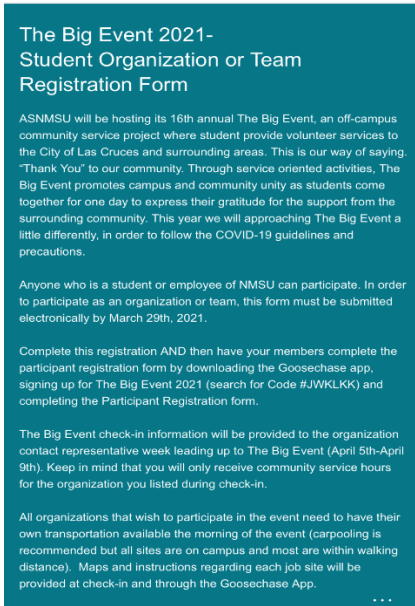 The Big Event 2021-
Student Organization or Team
Registration Form
ASNMSU will be hosting its 16th annual The Big Event, an off-campus
community service project where student provide volunteer services to
the City of Las Cruces and surrounding areas. This is our way of saying.
“Thank You” to our community. Through service oriented activities, The
Big Event promotes campus and community unity as students come
together for one day to express their gratitude for the support from the
surrounding community. This year we will approaching The Big Event a
little differently, in order to follow the COVID-19 guidelines and
precautions.
Anyone who is a student or employee of NMSU can participate. In order
to participate as an organization or team, this form must be submitted
electronically by March 29th, 2021.
Complete this registration AND then have your members complete the
participant registration form by downloading the Goosechase app,
signing up for The Big Event 2021 (search for Code #JWKLKK) and
completing the Participant Registration form.
The Big Event check-in information will be provided to the organization
contact representative week leading up to The Big Event (April 5th-April
9th). Keep in mind that you will only receive community service hours
for the organization you listed during check-in.
All organizations that wish to participate in the event need to have their
own transportation available the morning of the event (carpooling is
recommended but all sites are on campus and most are within walking
distance).  Maps and instructions regarding each job site will be
provided at check-in and through the Goosechase App.
...